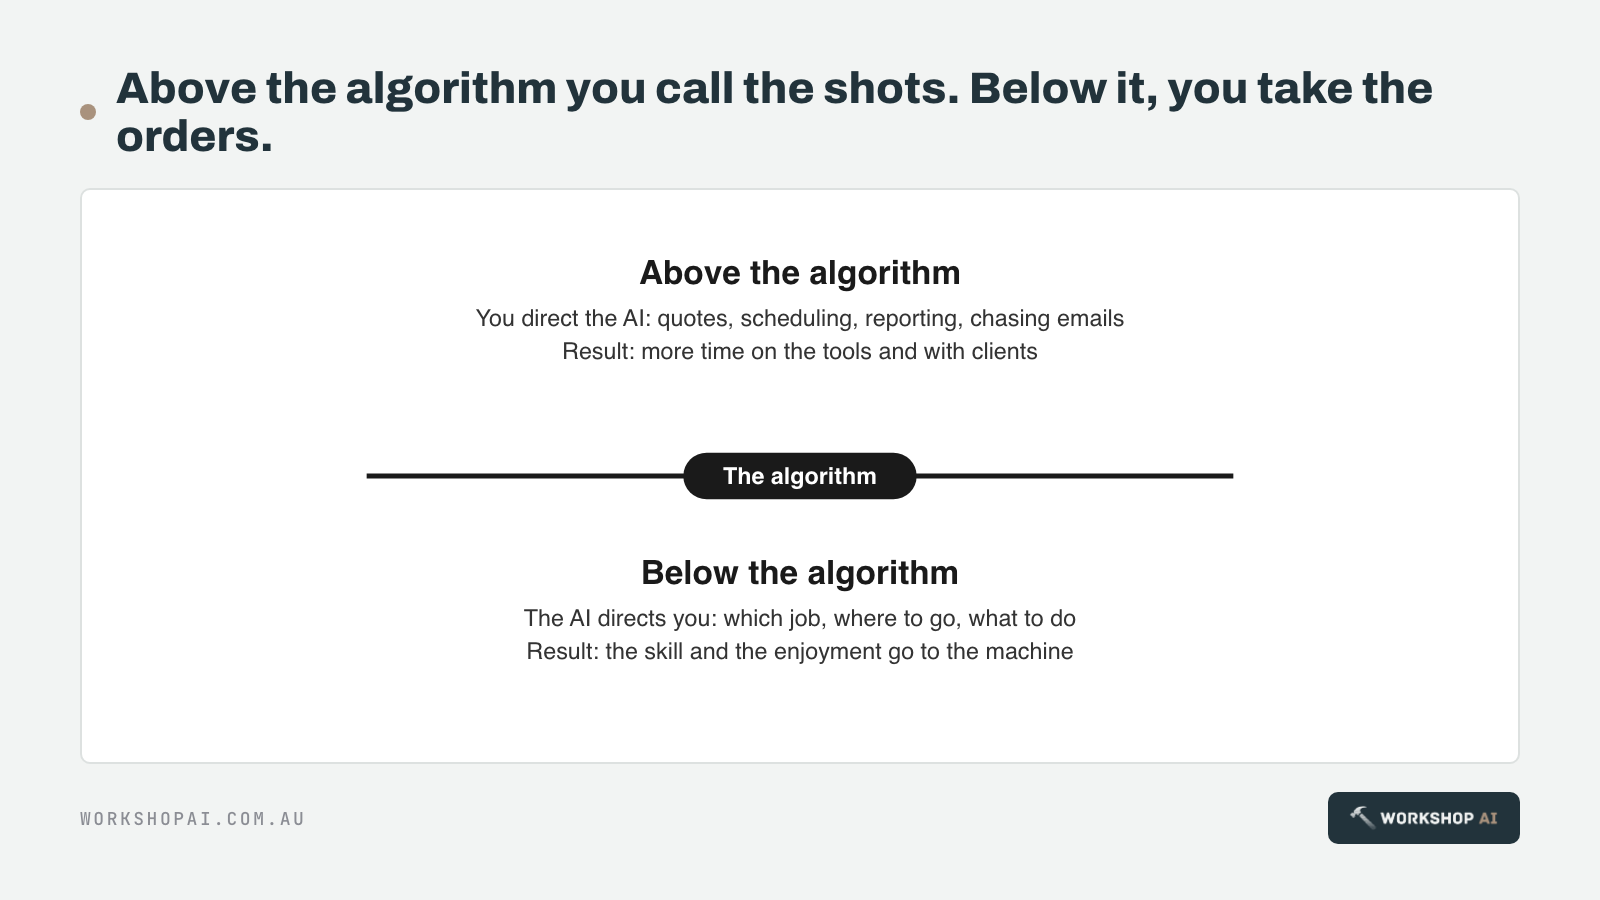 Above the algorithm you call the shots. Below it, you take the
orders.
Above the algorithm
You direct the AI: quotes, scheduling, reporting, chasing emails
Result: more time on the tools and with clients
The algorithm
Below the algorithm
The AI directs you: which job, where to go, what to do
Result: the skill and the enjoyment go to the machine
WORKSHOPAI.COM.AU
WORKSHOP AI